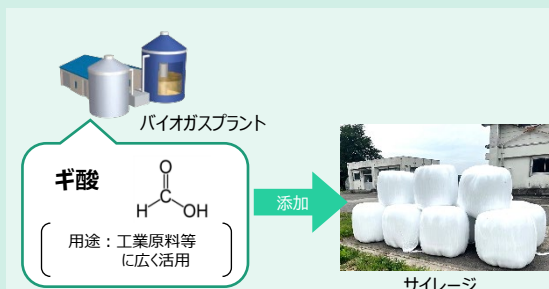 バイオガスプラント
ギ酸
O
H
OH
用途：工業原料等
に広く活用
添加
サイレージ